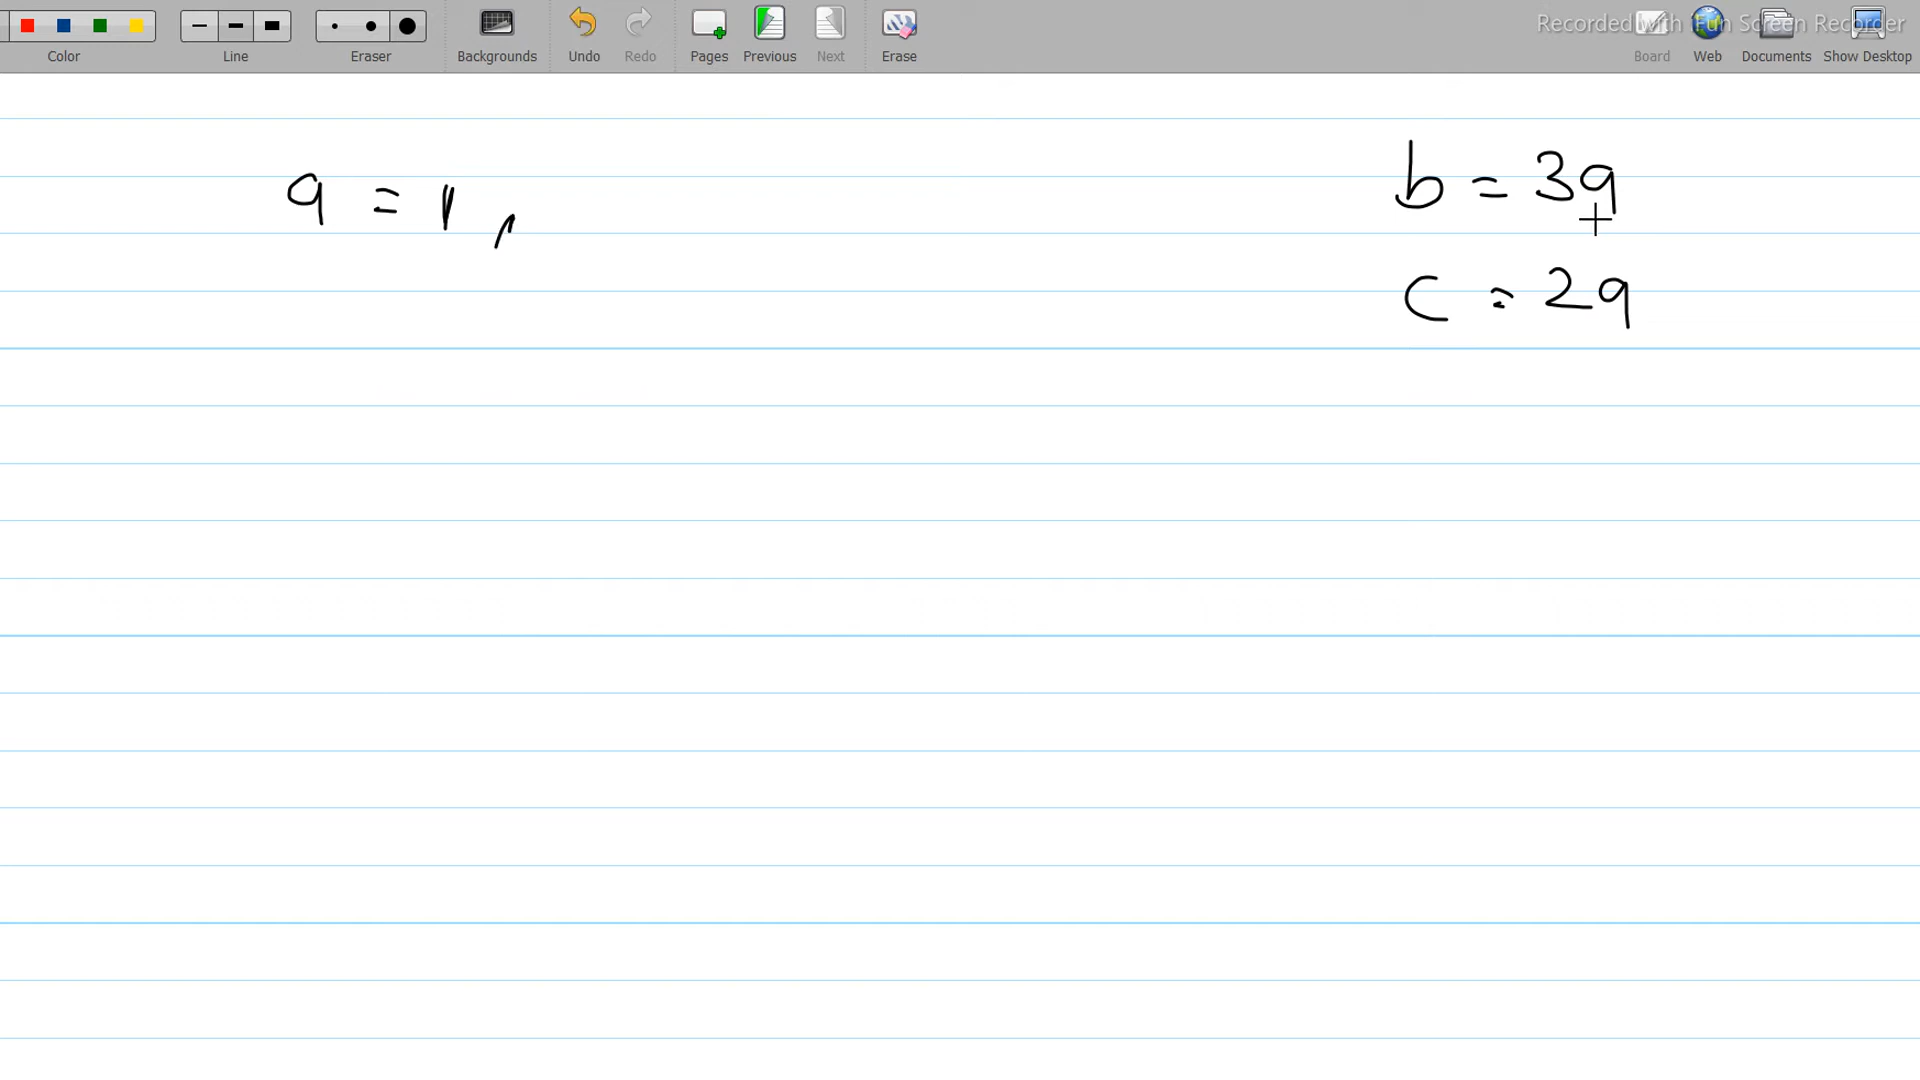 Recorded with Fun Screen Recorder
Color Line Eraser Backgrounds Undo Redo Pages Previous Next Erase Board Web Documents Show Desktop
a = 1 ,
b = 3a
c = 2a